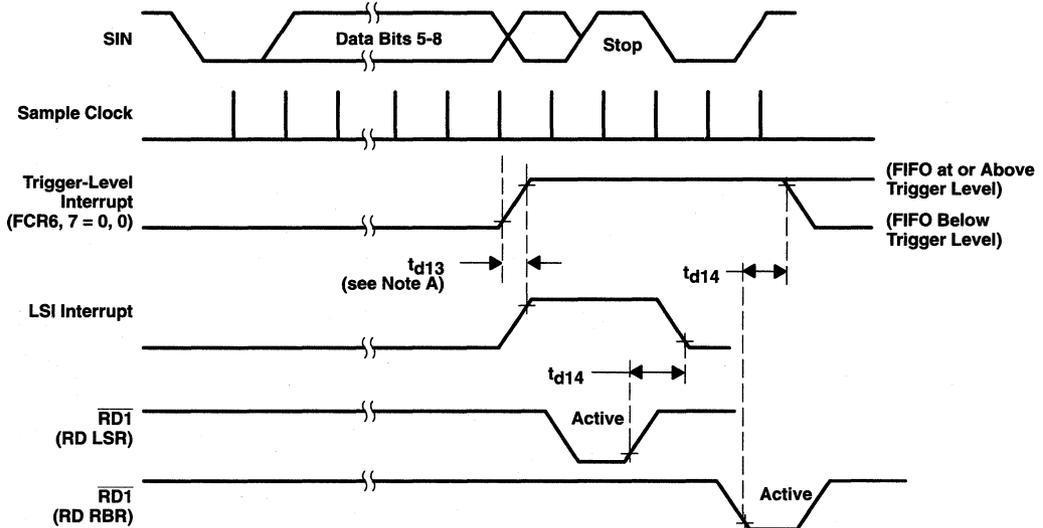 SIN
Data Bits 5-8
Stop
Sample Clock
Trigger-Level
Interrupt
(FCR6, 7 = 0, 0)
(FIFO at or Above
Trigger Level)
(FIFO Below
Trigger Level)
td13
(see Note A)
td14
LSI Interrupt
td14
RD1
(RD LSR)
Active
RD1
(RD RBR)
Active